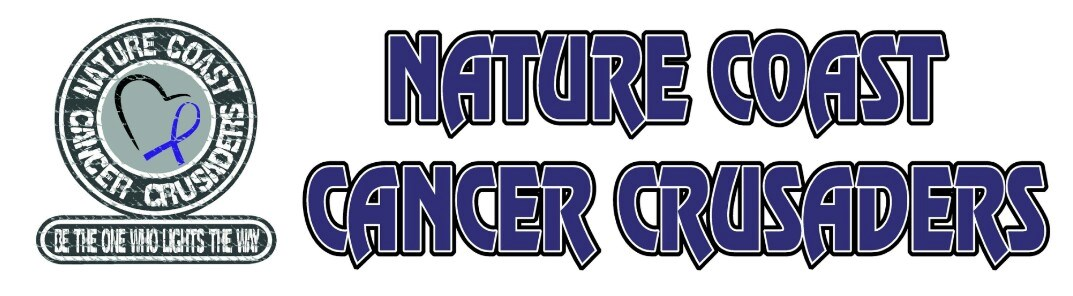 NATURE COAST
CANCER CRUSADERS
BE THE ONE WHO LIGHTS THE WAY
NATURE COAST
CANCER CRUSADERS